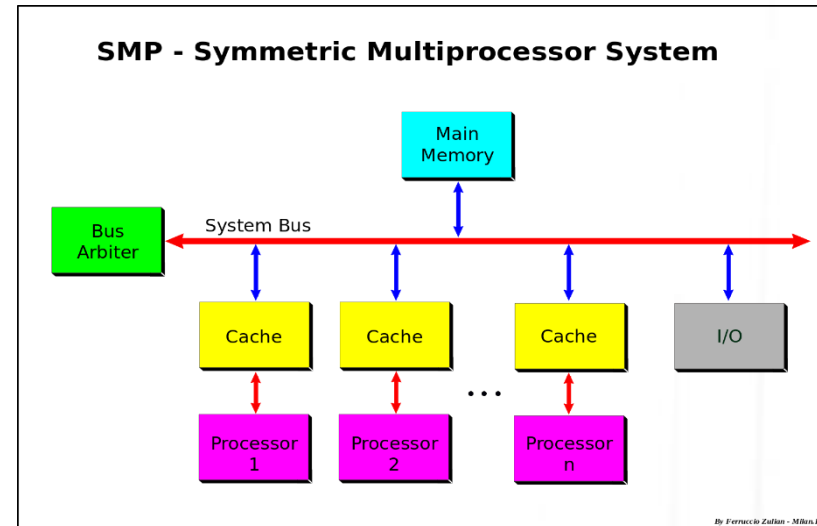 SMP - Symmetric Multiprocessor System
Main
Memory
Bus
Arbiter
System Bus
Cache
Cache
Cache
I/O
...
Processor
1
Processor
2
Processor
n
By Ferruccio Zulian - Milan.